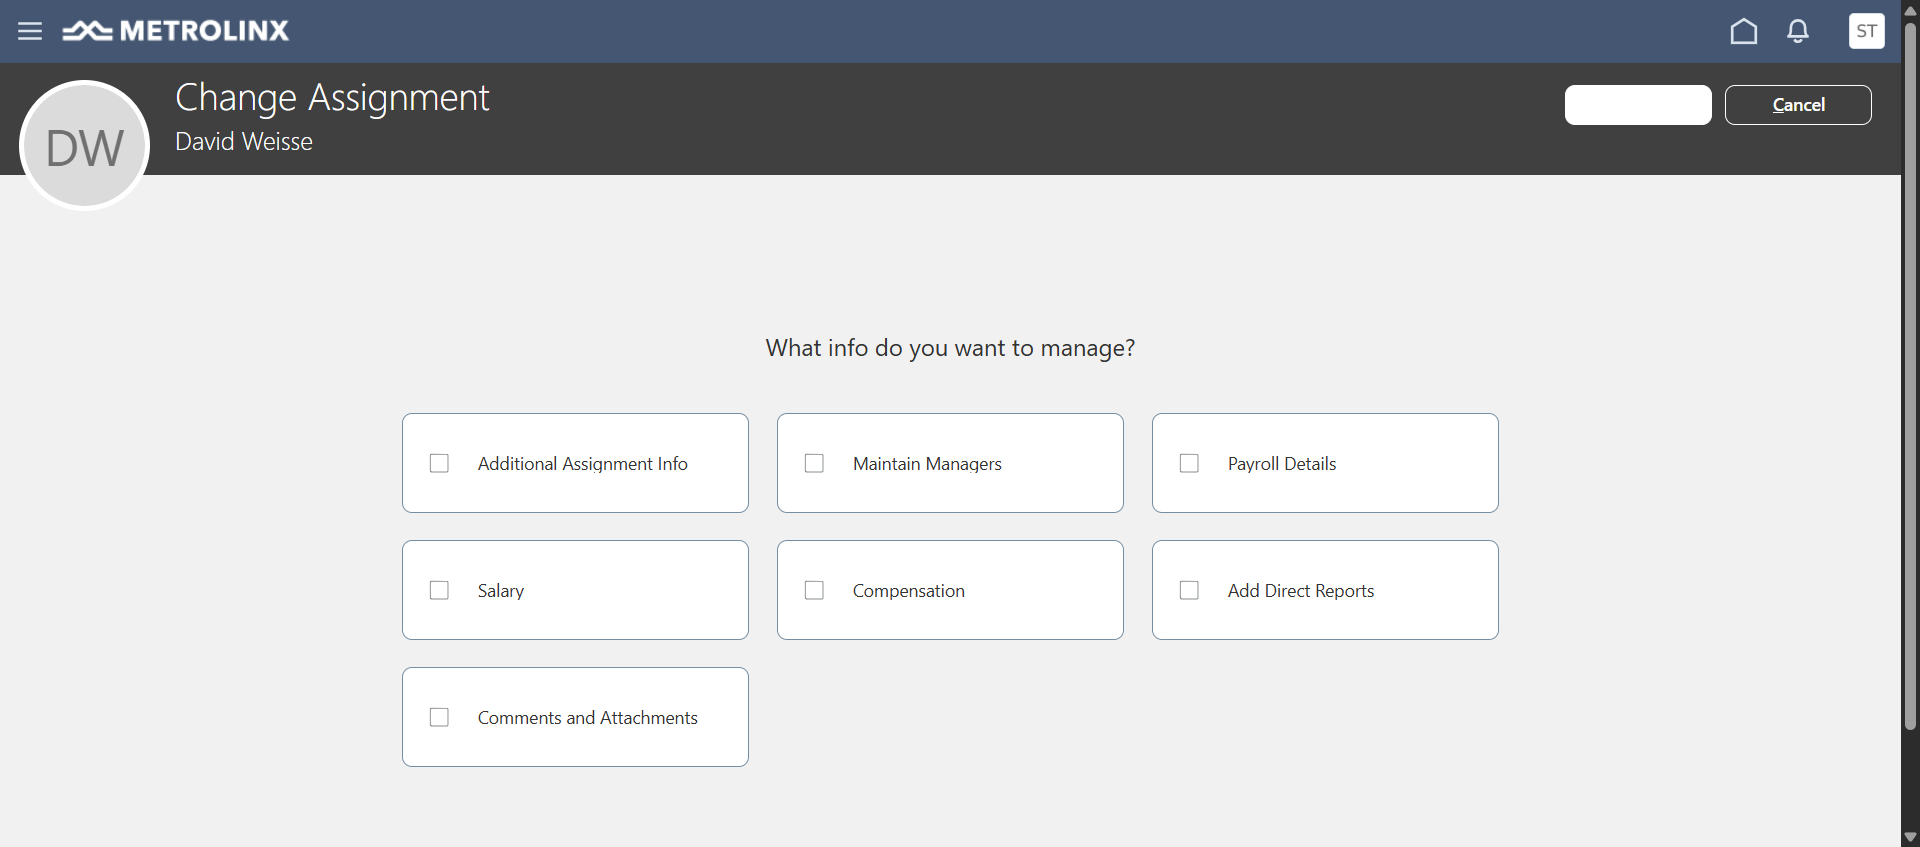 METROLINX
ST
DW
Change Assignment
David Weisse
Cancel
What info do you want to manage?
Additional Assignment Info
Maintain Managers
Payroll Details
Salary
Compensation
Add Direct Reports
Comments and Attachments